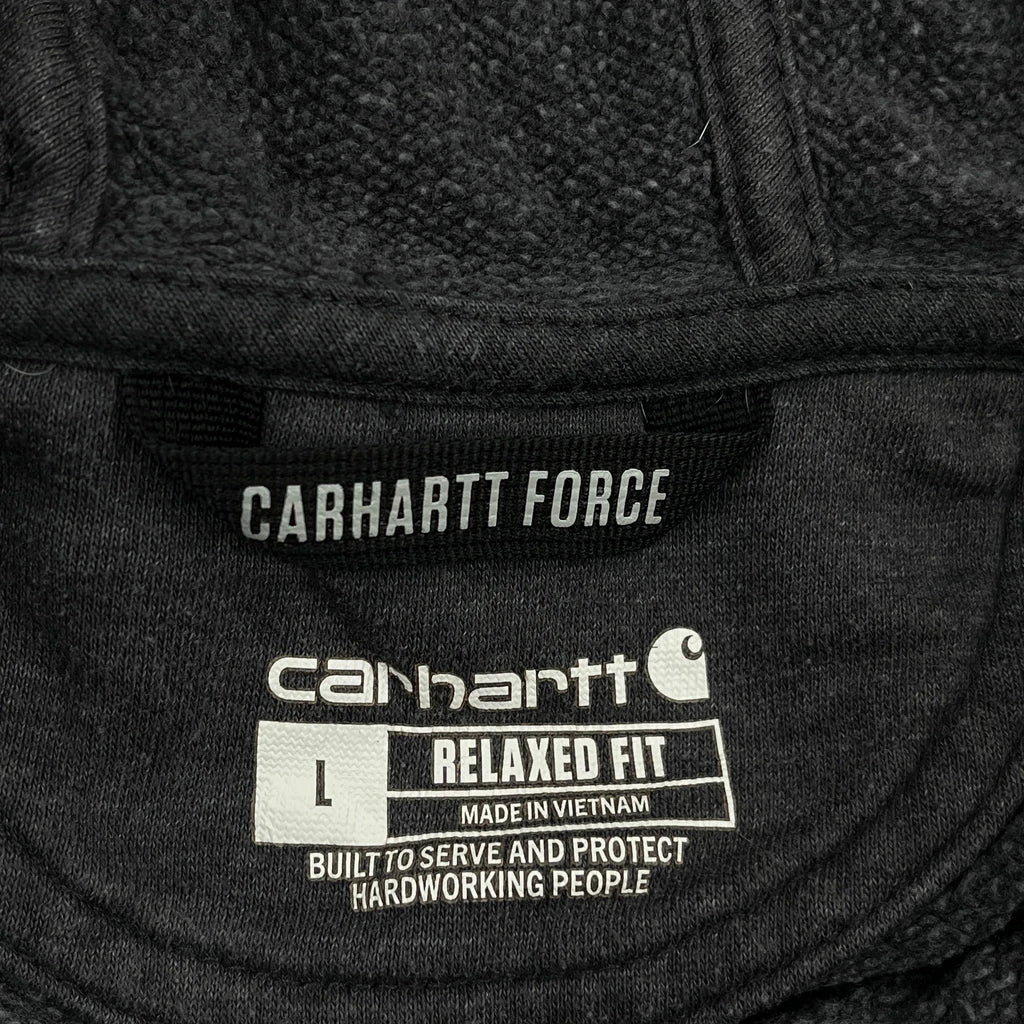 CARHARTT FORCE
carhartt
L
RELAXED FIT
MADE IN VIETNAM
BUILT TO SERVE AND PROTECT
HARDWORKING PEOPLE